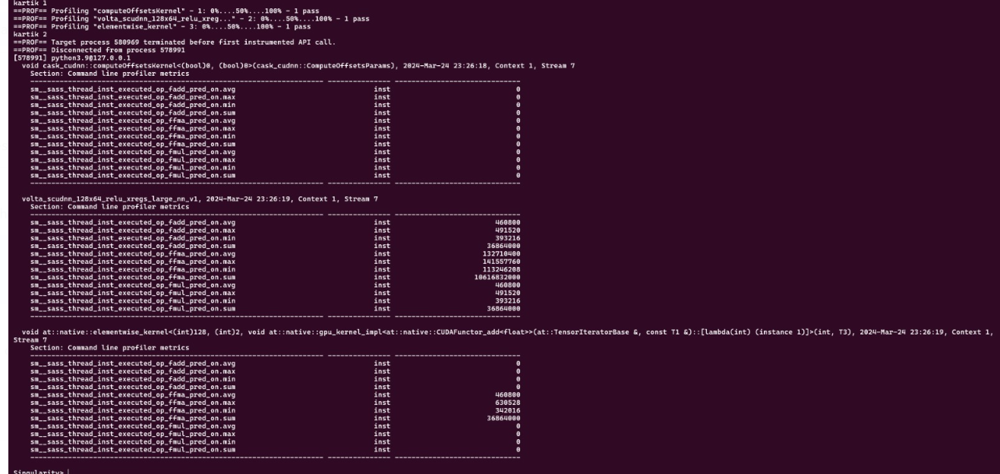 kartik 1
==PROF== Profiling "computeOffsetsKernel" - 1: 0%....50%....100% - 1 pass
==PROF== Profiling "volta_scudnn_128x64_relu_xreg..." - 2: 0%....50%....100% - 1 pass
==PROF== Profiling "elementwise_kernel" - 3: 0%....50%....100% - 1 pass
kartik 2
==PROF== Target process 580969 terminated before first instrumented API call.
==PROF== Disconnected from process 578991
[578991] python3.9@127.0.0.1
void cask_cudnn::computeOffsetsKernel<(bool)0, (bool)0>(cask_cudnn::ComputeOffsetsParams), 2024-Mar-24 23:26:18, Context 1, Stream 7
Section: Command line profiler metrics
---------------------------------------------------------------------- --------------- ------------------------------
sm__sass_thread_inst_executed_op_fadd_pred_on.avg inst 0
sm__sass_thread_inst_executed_op_fadd_pred_on.max inst 0
sm__sass_thread_inst_executed_op_fadd_pred_on.min inst 0
sm__sass_thread_inst_executed_op_fadd_pred_on.sum inst 0
sm__sass_thread_inst_executed_op_ffma_pred_on.avg inst 0
sm__sass_thread_inst_executed_op_ffma_pred_on.max inst 0
sm__sass_thread_inst_executed_op_ffma_pred_on.min inst 0
sm__sass_thread_inst_executed_op_ffma_pred_on.sum inst 0
sm__sass_thread_inst_executed_op_fmul_pred_on.avg inst 0
sm__sass_thread_inst_executed_op_fmul_pred_on.max inst 0
sm__sass_thread_inst_executed_op_fmul_pred_on.min inst 0
sm__sass_thread_inst_executed_op_fmul_pred_on.sum inst 0
---------------------------------------------------------------------- --------------- ------------------------------
volta_scudnn_128x64_relu_xregs_large_nn_v1, 2024-Mar-24 23:26:19, Context 1, Stream 7
Section: Command line profiler metrics
---------------------------------------------------------------------- --------------- ------------------------------
sm__sass_thread_inst_executed_op_fadd_pred_on.avg inst 460800
sm__sass_thread_inst_executed_op_fadd_pred_on.max inst 491520
sm__sass_thread_inst_executed_op_fadd_pred_on.min inst 393216
sm__sass_thread_inst_executed_op_fadd_pred_on.sum inst 36864000
sm__sass_thread_inst_executed_op_ffma_pred_on.avg inst 132710400
sm__sass_thread_inst_executed_op_ffma_pred_on.max inst 141557760
sm__sass_thread_inst_executed_op_ffma_pred_on.min inst 113246208
sm__sass_thread_inst_executed_op_ffma_pred_on.sum inst 10616832000
sm__sass_thread_inst_executed_op_fmul_pred_on.avg inst 460800
sm__sass_thread_inst_executed_op_fmul_pred_on.max inst 491520
sm__sass_thread_inst_executed_op_fmul_pred_on.min inst 393216
sm__sass_thread_inst_executed_op_fmul_pred_on.sum inst 36864000
---------------------------------------------------------------------- --------------- ------------------------------
void at::native::elementwise_kernel<(int)128, (int)2, void at::native::gpu_kernel_impl<at::native::CUDAFunctor_add<float>>(at::TensorIteratorBase &, const T1 &)::[lambda(int) (instance 1)]>(int, T3), 2024-Mar-24 23:26:19, Context 1,
Stream 7
Section: Command line profiler metrics
---------------------------------------------------------------------- --------------- ------------------------------
sm__sass_thread_inst_executed_op_fadd_pred_on.avg inst 0
sm__sass_thread_inst_executed_op_fadd_pred_on.max inst 0
sm__sass_thread_inst_executed_op_fadd_pred_on.min inst 0
sm__sass_thread_inst_executed_op_fadd_pred_on.sum inst 0
sm__sass_thread_inst_executed_op_ffma_pred_on.avg inst 460800
sm__sass_thread_inst_executed_op_ffma_pred_on.max inst 630528
sm__sass_thread_inst_executed_op_ffma_pred_on.min inst 342016
sm__sass_thread_inst_executed_op_ffma_pred_on.sum inst 36864000
sm__sass_thread_inst_executed_op_fmul_pred_on.avg inst 0
sm__sass_thread_inst_executed_op_fmul_pred_on.max inst 0
sm__sass_thread_inst_executed_op_fmul_pred_on.min inst 0
sm__sass_thread_inst_executed_op_fmul_pred_on.sum inst 0
---------------------------------------------------------------------- --------------- ------------------------------
Singularity>